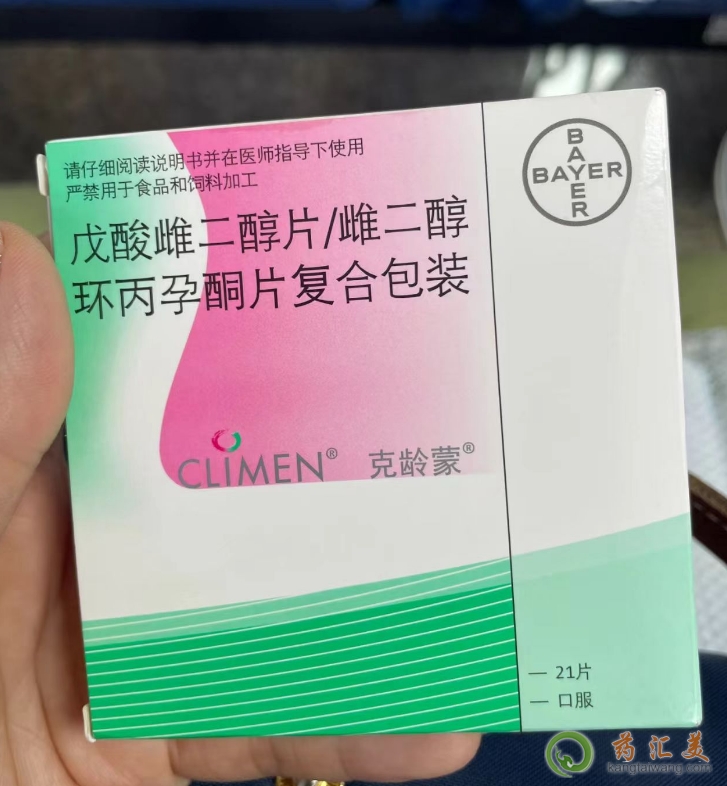 请仔细阅读说明书并在医师指导下使用
严禁用于食品和饲料加工
戊酸雌二醇片/雌二醇
环丙孕酮片复合包装
CLIMEN® 克龄蒙®
BAYER
BAYER
— 21片
— 口服
药汇美
kangtaiwang.com